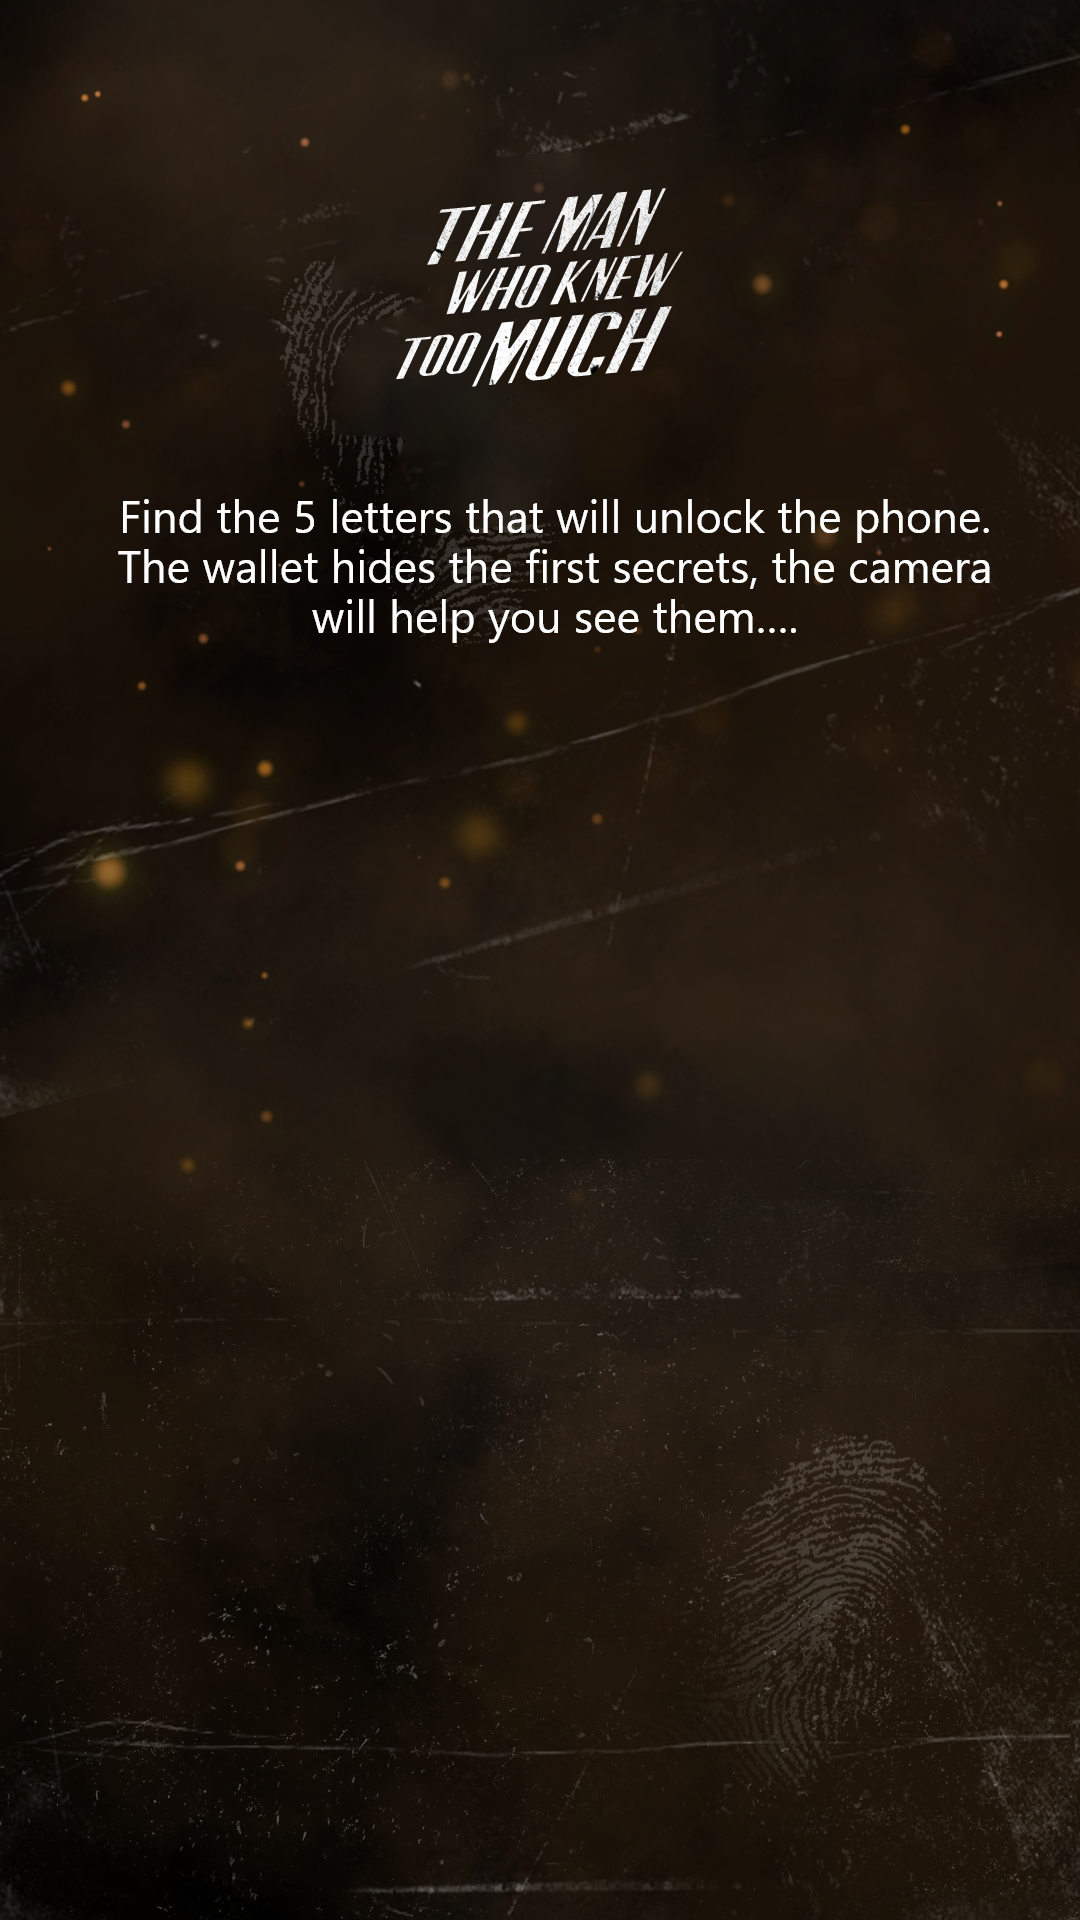 THE MAN
WHO KNEW
TOO MUCH
Find the 5 letters that will unlock the phone.
The wallet hides the first secrets, the camera
will help you see them....